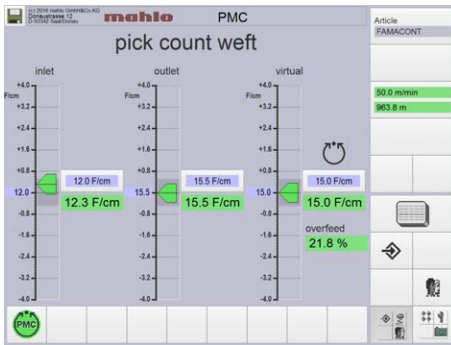 (c) 2016 mahlo GmbH&Co KG
Donaustrasse 12
D-93342 Saal/Donau
mahlo
PMC
Article
FAMACONT
pick count weft
inlet
outlet
virtual
F/cm
F/cm
F/cm
+4.0
+3.2
+2.4
+1.6
+0.8
12.0
-0.8
-1.6
-2.4
-3.2
-4.0
12.0 F/cm
12.3 F/cm
+4.0
+3.2
+2.4
+1.6
+0.8
15.5
-0.8
-1.6
-2.4
-3.2
-4.0
15.5 F/cm
15.5 F/cm
+4.0
+3.2
+2.4
+1.6
+0.8
15.0
-0.8
-1.6
-2.4
-3.2
-4.0
15.0 F/cm
15.0 F/cm
overfeed
21.8 %
50.0 m/min
963.8 m
PMC